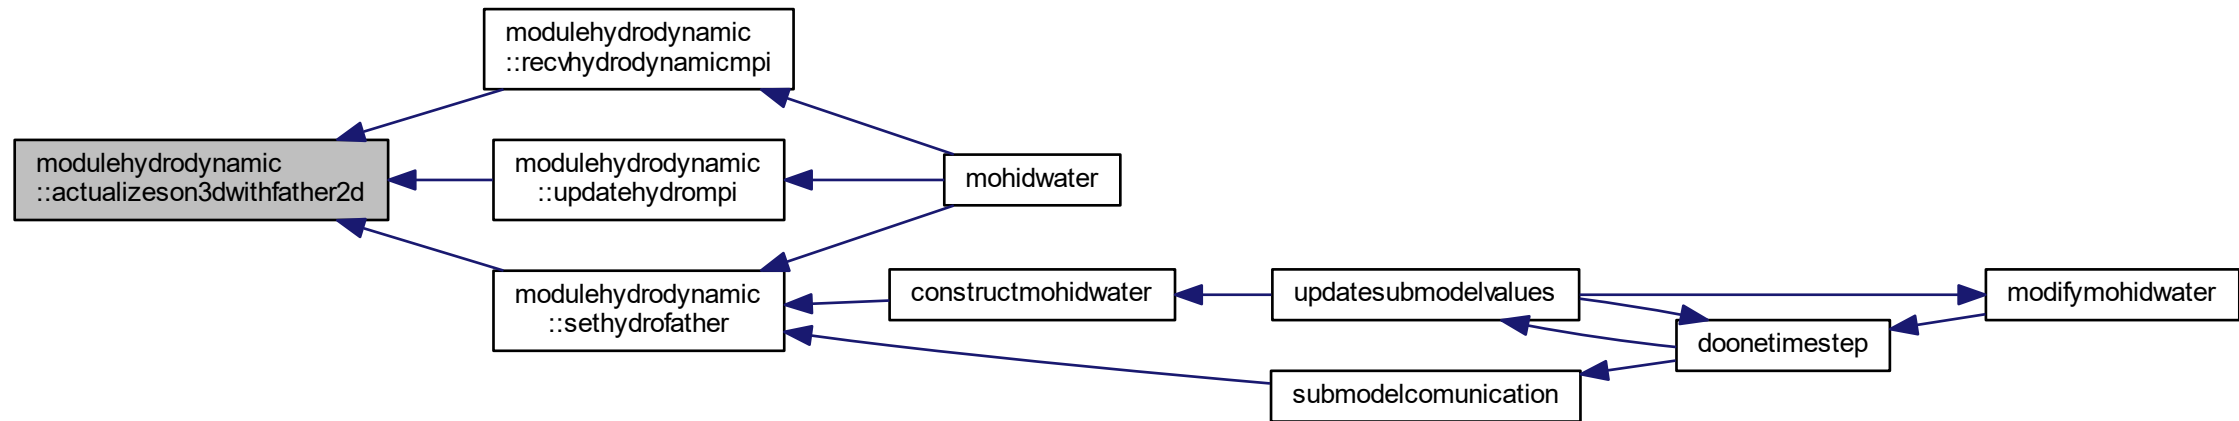 modulehydrodynamic
::recvhydrodynamicmpi
modulehydrodynamic
::actualizeson3dwithfather2d
modulehydrodynamic
::updatehydrompi
mohidwater
modulehydrodynamic
::sethydrofather
constructmohidwater
updatesubmodelvalues
modifymohidwater
doonetimestep
submodelcomunication